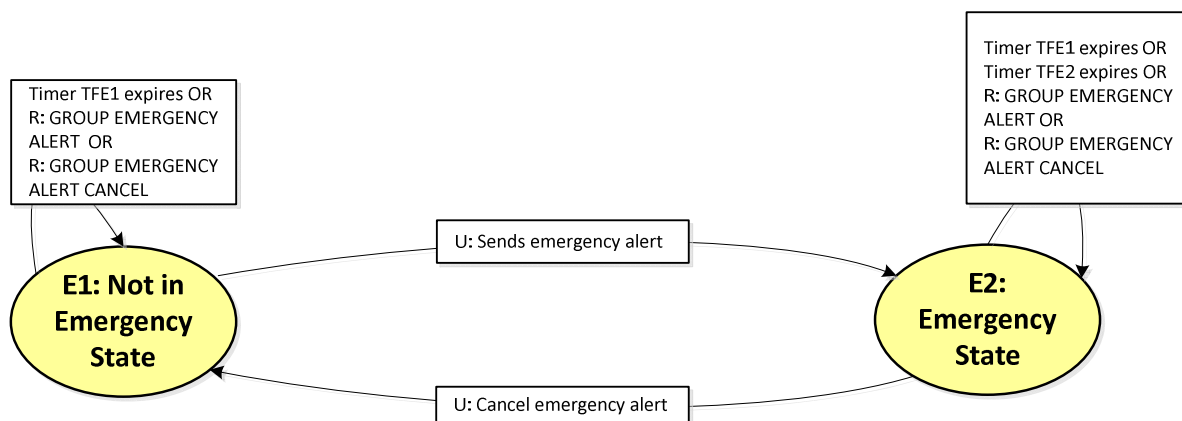 Timer TFE1 expires OR
R: GROUP EMERGENCY
ALERT OR
R: GROUP EMERGENCY
ALERT CANCEL
Timer TFE1 expires OR
Timer TFE2 expires OR
R: GROUP EMERGENCY
ALERT OR
R: GROUP EMERGENCY
ALERT CANCEL
U: Sends emergency alert
E1: Not in
Emergency
State
E2:
Emergency
State
U: Cancel emergency alert